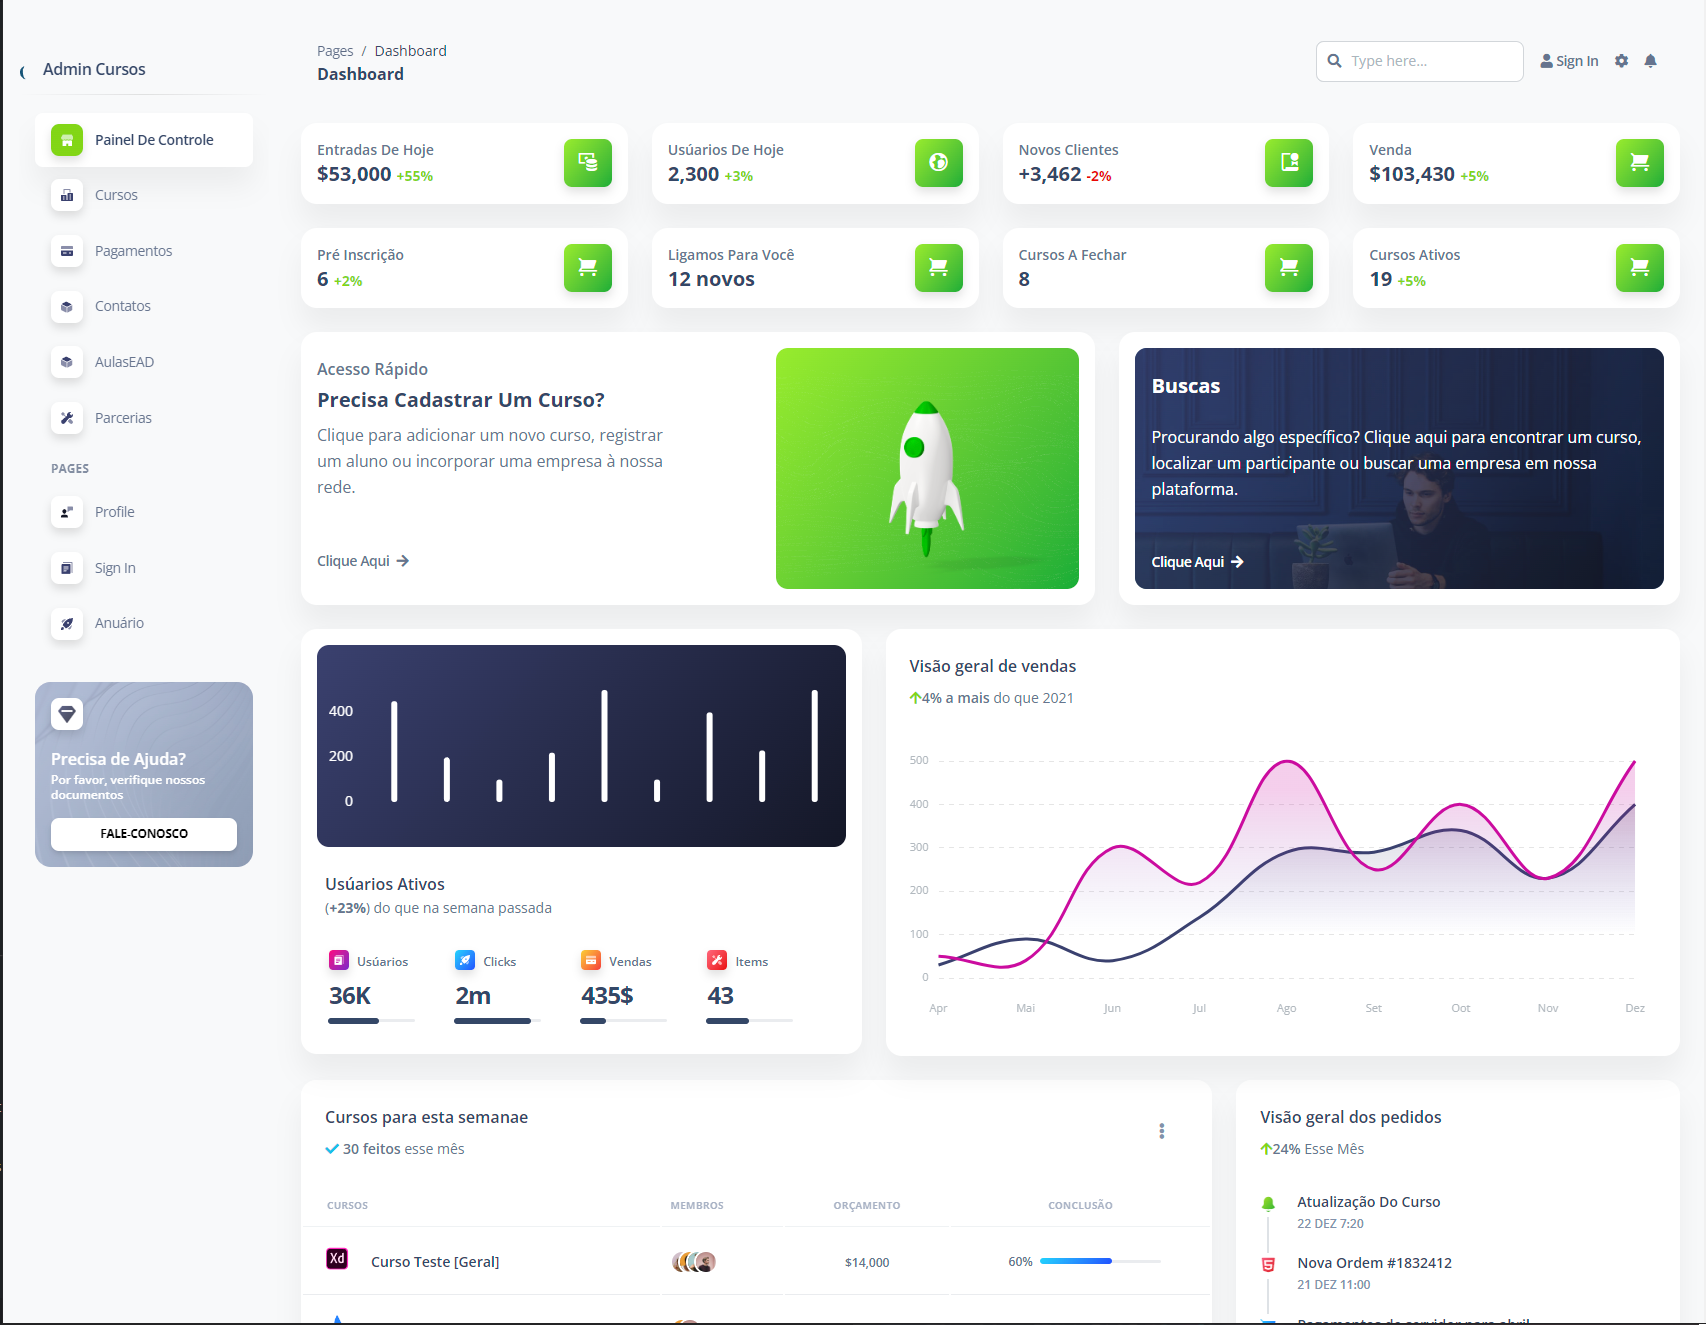 Admin Cursos
Painel De Controle
Cursos
Pagamentos
Contatos
AulasEAD
Parcerias
PAGES
Profile
Sign In
Anuário
Precisa de Ajuda?
Por favor, verifique nossos
documentos
FALE-CONOSCO
Pages / Dashboard
Dashboard
Type here...
Sign In
Entradas De Hoje
$53,000 +55%
Usúarios De Hoje
2,300 +3%
Novos Clientes
+3,462 -2%
Venda
$103,430 +5%
Pré Inscrição
6 +2%
Ligamos Para Você
12 novos
Cursos A Fechar
8
Cursos Ativos
19 +5%
Acesso Rápido
Precisa Cadastrar Um Curso?
Clique para adicionar um novo curso, registrar
um aluno ou incorporar uma empresa à nossa
rede.
Clique Aqui
Buscas
Procurando algo específico? Clique aqui para encontrar um curso,
localizar um participante ou buscar uma empresa em nossa
plataforma.
Clique Aqui
400
200
0
Usúarios Ativos
(+23%) do que na semana passada
Usúarios
36K
Clicks
2m
Vendas
435$
Items
43
Visão geral de vendas
4% a mais do que 2021
500
400
300
200
100
0
Apr Mai Jun Jul Ago Set Oot Nov Dez
Cursos para esta semanae
30 feitos esse mês
CURSOS MEMBROS ORÇAMENTO CONCLUSÃO
Xd Curso Teste [Geral] $14,000 60%
Visão geral dos pedidos
24% Esse Mês
Atualização Do Curso
22 DEZ 7:20
Nova Ordem #1832412
21 DEZ 11:00